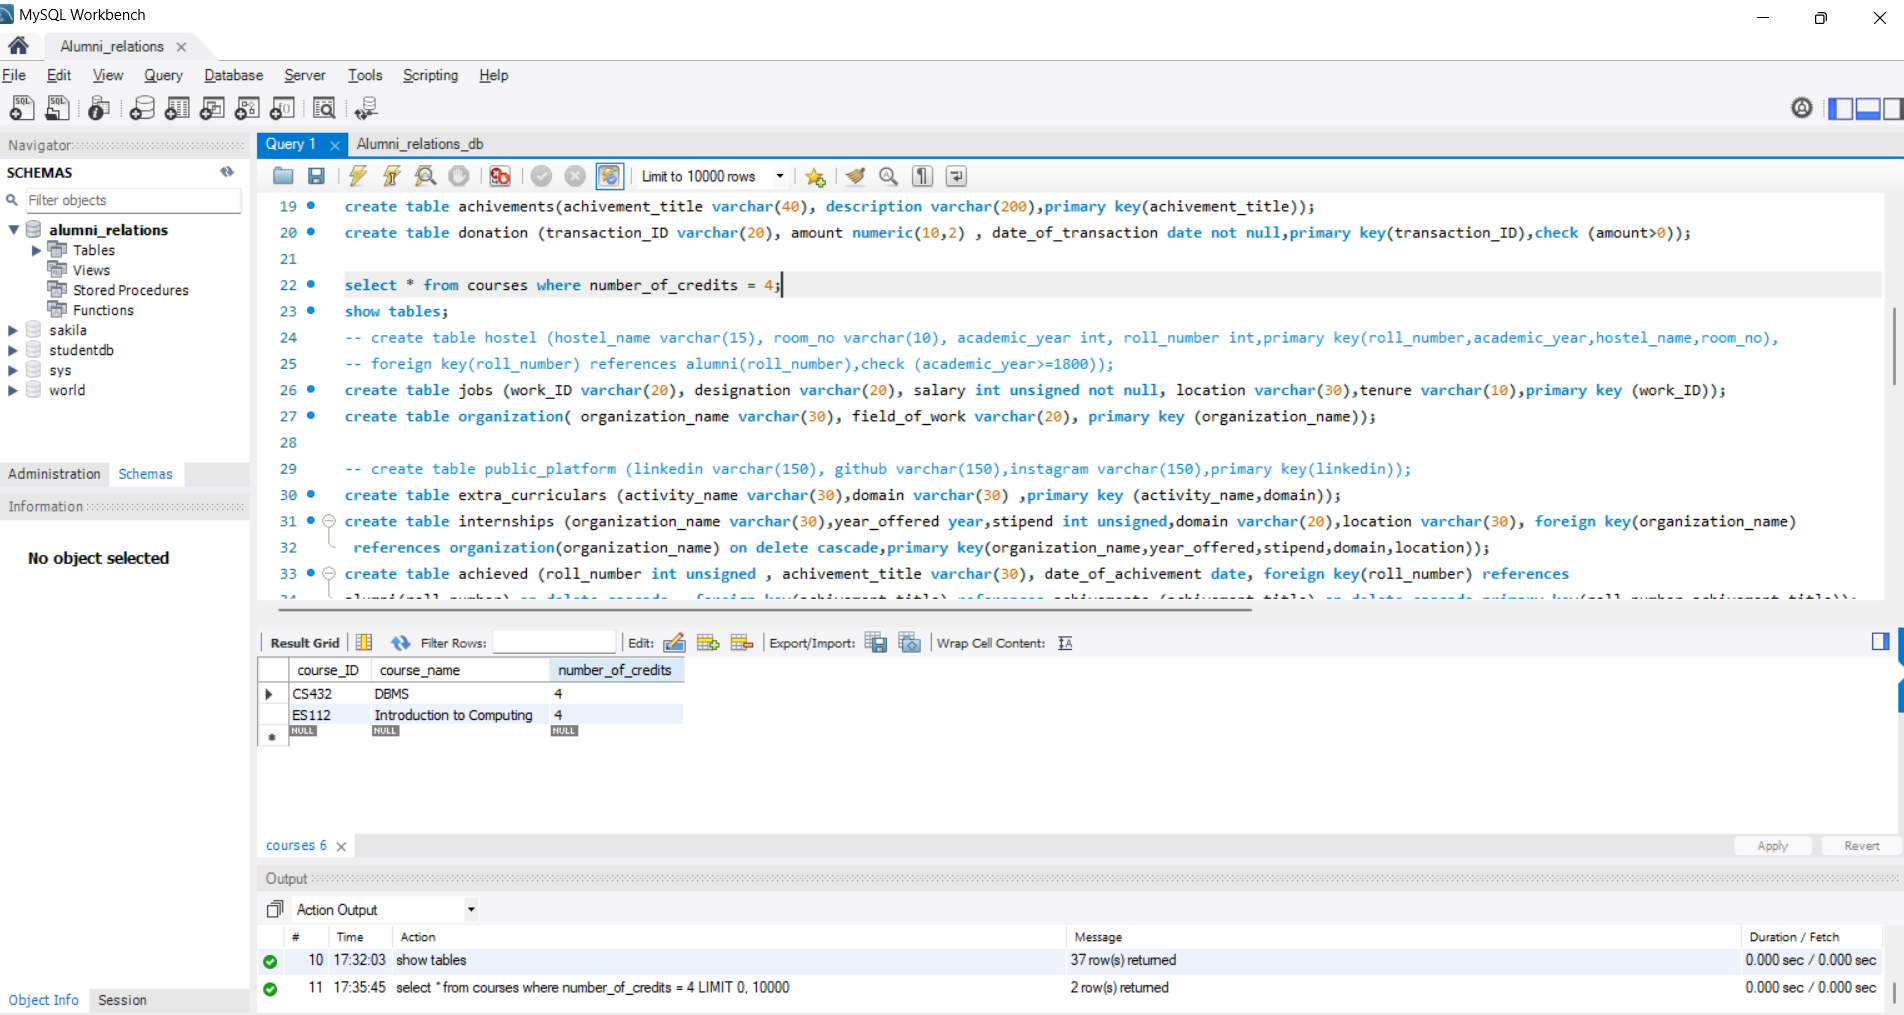 MySQL Workbench
Alumni_relations
File Edit View Query Database Server Tools Scripting Help
Navigator
SCHEMAS
Filter objects
alumni_relations
Tables
Views
Stored Procedures
Functions
sakila
studentdb
sys
world
Administration Schemas
Information
No object selected
Object Info Session
Query 1 Alumni_relations_db
Limit to 10000 rows
19 create table achivements(achivement_title varchar(40), description varchar(200),primary key(achivement_title));
20 create table donation (transaction_ID varchar(20), amount numeric(10,2) , date_of_transaction date not null,primary key(transaction_ID),check (amount>0));
21
22 select * from courses where number_of_credits = 4;
23 show tables;
24 -- create table hostel (hostel_name varchar(15), room_no varchar(10), academic_year int, roll_number int,primary key(roll_number,academic_year,hostel_name,room_no),
25 -- foreign key(roll_number) references alumni(roll_number),check (academic_year>=1800));
26 create table jobs (work_ID varchar(20), designation varchar(20), salary int unsigned not null, location varchar(30),tenure varchar(10),primary key (work_ID));
27 create table organization( organization_name varchar(30), field_of_work varchar(20), primary key (organization_name));
28
29 -- create table public_platform (linkedin varchar(150), github varchar(150),instagram varchar(150),primary key(linkedin));
30 create table extra_curriculars (activity_name varchar(30),domain varchar(30) ,primary key (activity_name,domain));
31 create table internships (organization_name varchar(30),year_offered year,stipend int unsigned,domain varchar(20),location varchar(30), foreign key(organization_name)
32 references organization(organization_name) on delete cascade,primary key(organization_name,year_offered,stipend,domain,location));
33 create table achieved (roll_number int unsigned , achivement_title varchar(30), date_of_achivement date, foreign key(roll_number) references
Result Grid Filter Rows: Edit: Export/Import: Wrap Cell Content:
course_ID course_name number_of_credits
CS432 DBMS 4
ES112 Introduction to Computing 4
NULL NULL NULL
courses 6 Apply Revert
Output
Action Output
# Time Action Message Duration / Fetch
10 17:32:03 show tables 37 row(s) returned 0.000 sec / 0.000 sec
11 17:35:45 select * from courses where number_of_credits = 4 LIMIT 0, 10000 2 row(s) returned 0.000 sec / 0.000 sec